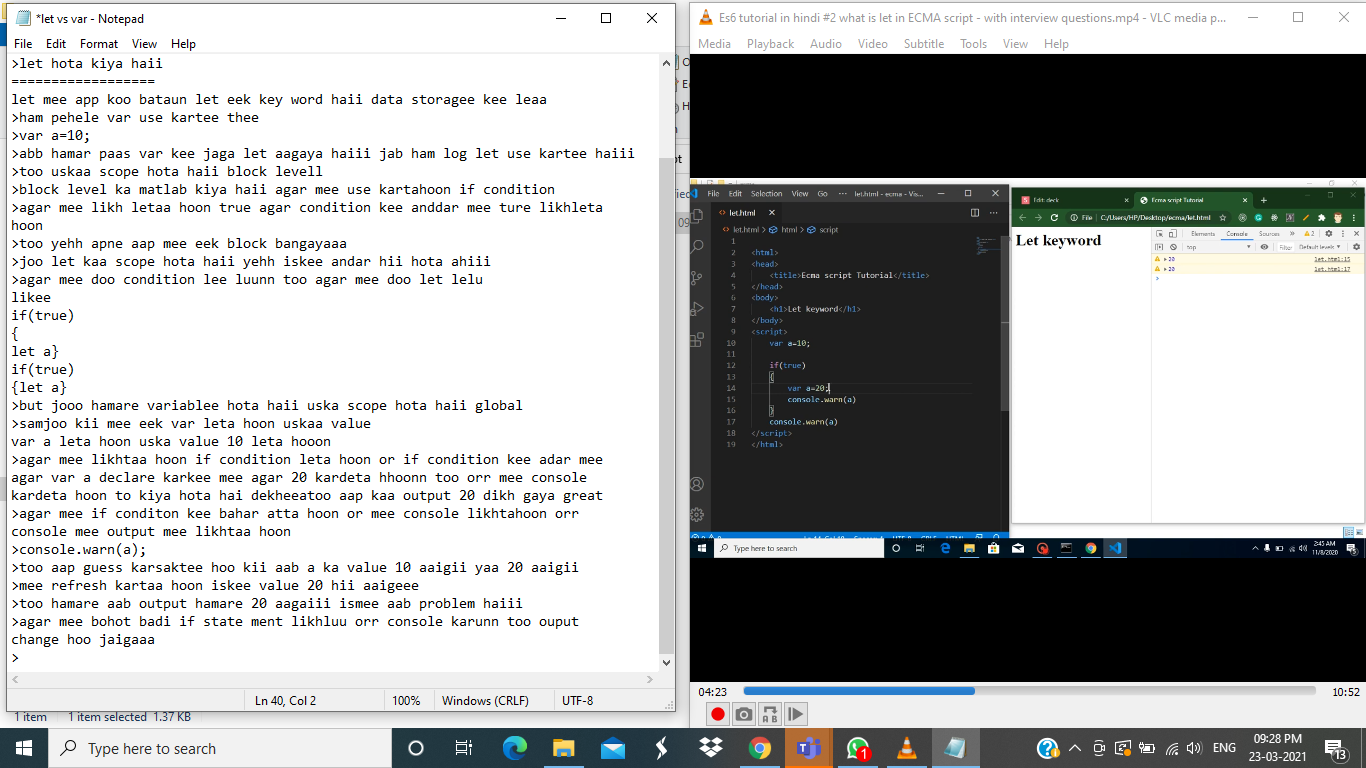 *let vs var - Notepad
File Edit Format View Help
>let hota kiya haii
==================
let mee app koo bataun let eek key word haii data storagee kee leaa
>ham pehele var use kartee thee
>var a=10;
>abb hamar paas var kee jaga let aagaya haiii jab ham log let use kartee haiii
>too uskaa scope hota haii block levell
>block level ka matlab kiya haii agar mee use kartahoon if condition
>agar mee likh letaa hoon true agar condition kee anddar mee ture likhleta
hoon
>too yehh apne aap mee eek block bangayaaa
>joo let kaa scope hota haii yehh iskee andar hii hota ahiii
>agar mee doo condition lee luunn too agar mee doo let lelu
likee
if(true)
{
let a}
if(true)
{let a}
>but jooo hamare variablee hota haii uska scope hota haii global
>samjoo kii mee eek var leta hoon uskaa value
var a leta hoon uska value 10 leta hooon
>agar mee likhtaa hoon if condition leta hoon or if condition kee adar mee
agar var a declare karkee mee agar 20 kardeta hhoonn too orr mee console
kardeta hoon to kiya hota hai dekheeatoo aap kaa output 20 dikh gaya great
>agar mee if conditon kee bahar atta hoon or mee console likhtahoon orr
console mee output mee likhtaa hoon
>console.warn(a);
>too aap guess karsaktee hoo kii aab a ka value 10 aaigii yaa 20 aaigii
>mee refresh kartaa hoon iskee value 20 hii aaigeee
>too hamare aab output hamare 20 aagaiii ismee aab problem haiii
>agar mee bohot badi if state ment likhluu orr console karunn too ouput
change hoo jaigaaa
>
Ln 40, Col 2 100% Windows (CRLF) UTF-8
1 item 1 item selected 1.37 KB
Es6 tutorial in hindi #2 what is let in ECMA script - with interview questions.mp4 - VLC media p...
Media Playback Audio Video Subtitle Tools View Help
File Edit Selection View Go ··· let.html - ecma - Vis...
let.html
let.html > html > script
1
2 <html>
3 <head>
4 <title>Ecma script Tutorial</title>
5 </head>
6 <body>
7 <h1>Let keyword</h1>
8 </body>
9 <script>
10 var a=10;
11
12 if(true)
13 {
14 var a=20;
15 console.warn(a)
16 }
17 console.warn(a)
18 </script>
19 </html>
Edit deck Ecma script Tutorial
File C:/Users/HP/Desktop/ecma/let.html
Let keyword
Elements Console Sources » 2
top Filter Default levels
20 let.html:15
20 let.html:17
Type here to search
2:45 AM
11/8/2020
04:23 10:52
Type here to search
1
ENG
09:28 PM
23-03-2021
13